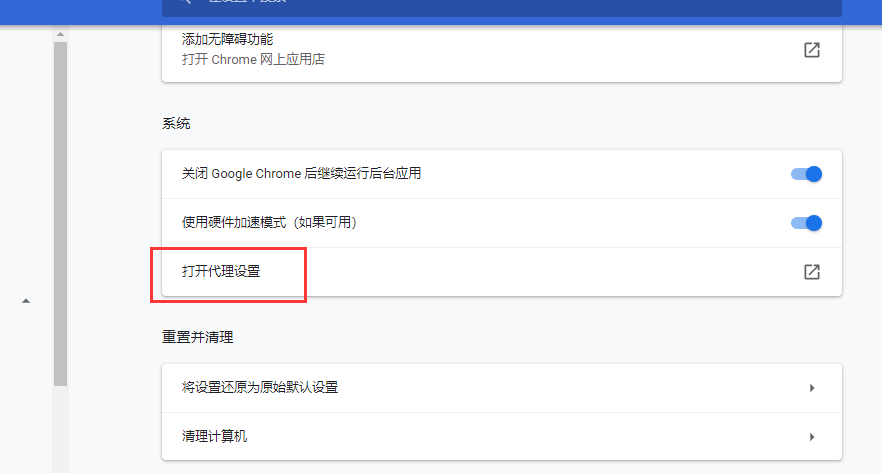 添加无障碍功能
打开 Chrome 网上应用店
系统
关闭 Google Chrome 后继续运行后台应用
使用硬件加速模式（如果可用）
打开代理设置
重置并清理
将设置还原为原始默认设置
清理计算机